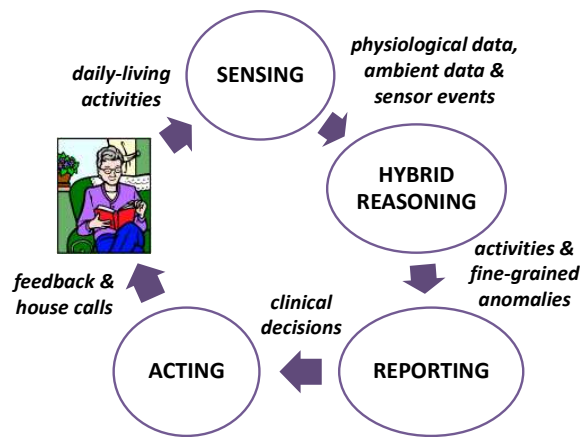 daily-living
activities
SENSING
physiological data,
ambient data &
sensor events
HYBRID
REASONING
activities &
fine-grained
anomalies
REPORTING
clinical
decisions
ACTING
feedback &
house calls